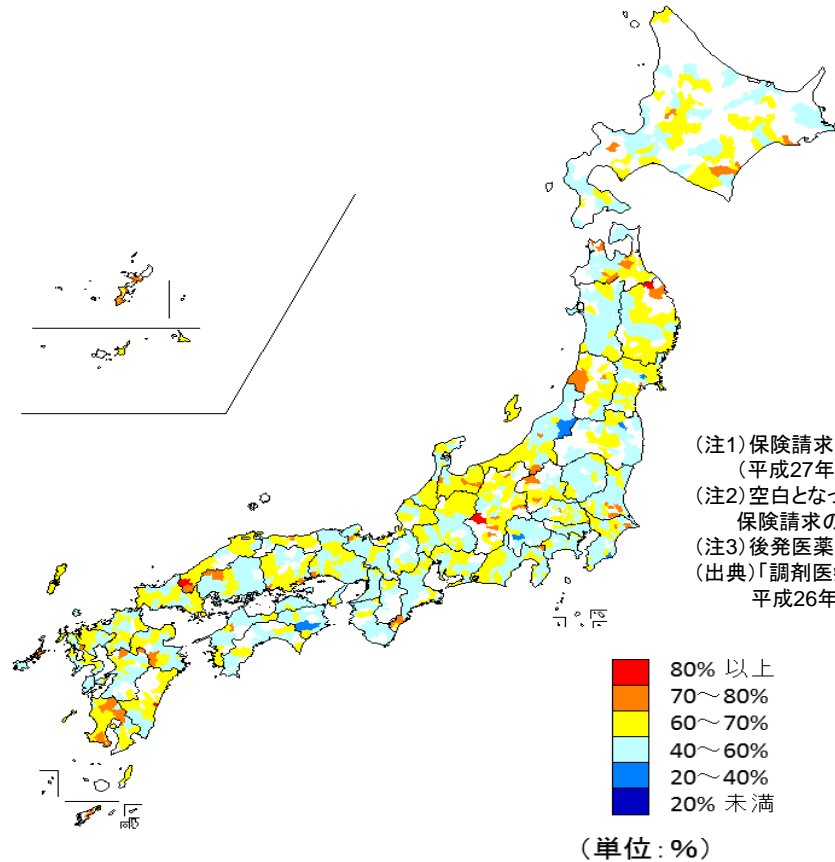 (注1)保険請求
(平成27年
(注2)空白となっ
保険請求の
(注3)後発医薬
(出典)「調剤医
平成26年
80% 以上
70～80%
60～70%
40～60%
20～40%
20% 未満
(単位:%)